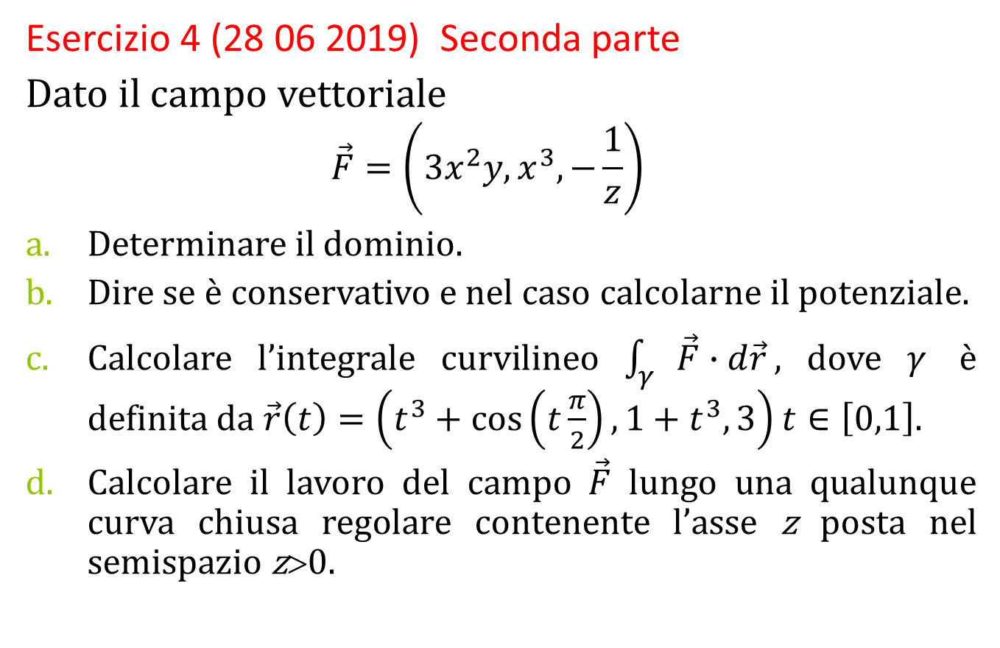 Esercizio 4 (28 06 2019) Seconda parte
Dato il campo vettoriale
$\vec{F} = \left(3x^2y, x^3, -\frac{1}{z}\right)$
a. Determinare il dominio.
b. Dire se è conservativo e nel caso calcolarne il potenziale.
c. Calcolare l’integrale curvilineo $\int_\gamma \vec{F} \cdot d\vec{r}$, dove $\gamma$ è
definita da $\vec{r}(t) = \left(t^3 + \cos\left(t\frac{\pi}{2}\right), 1 + t^3, 3\right) t \in [0,1]$.
d. Calcolare il lavoro del campo $\vec{F}$ lungo una qualunque
curva chiusa regolare contenente l’asse z posta nel
semispazio z>0.